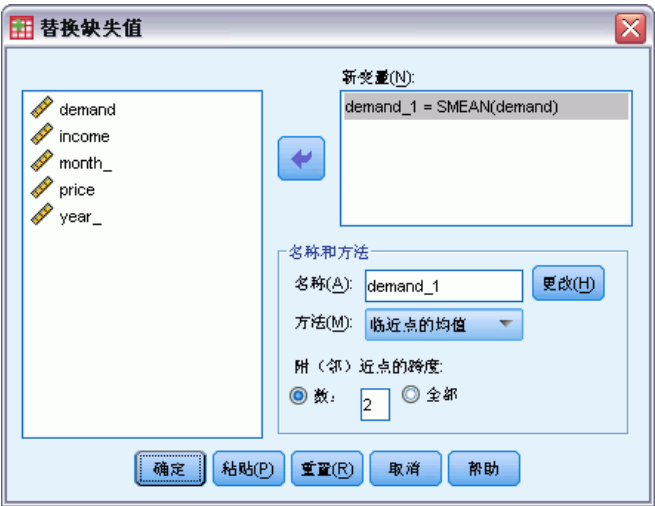 替换缺失值
新变量(N):
demand
income
month_
price
year_
demand_1 = SMEAN(demand)
名称和方法
名称(A): demand_1 更改(H)
方法(M): 临近点的均值
附（邻）近点的跨度:
数: 2 全部
确定 粘贴(P) 重置(R) 取消 帮助